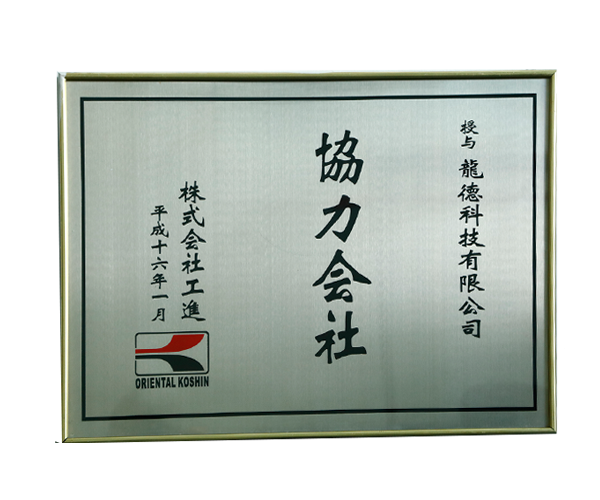 授与 龍德科技有限公司
協力会社
株式会社工進
平成十六年一月
ORIENTAL KOSHIN